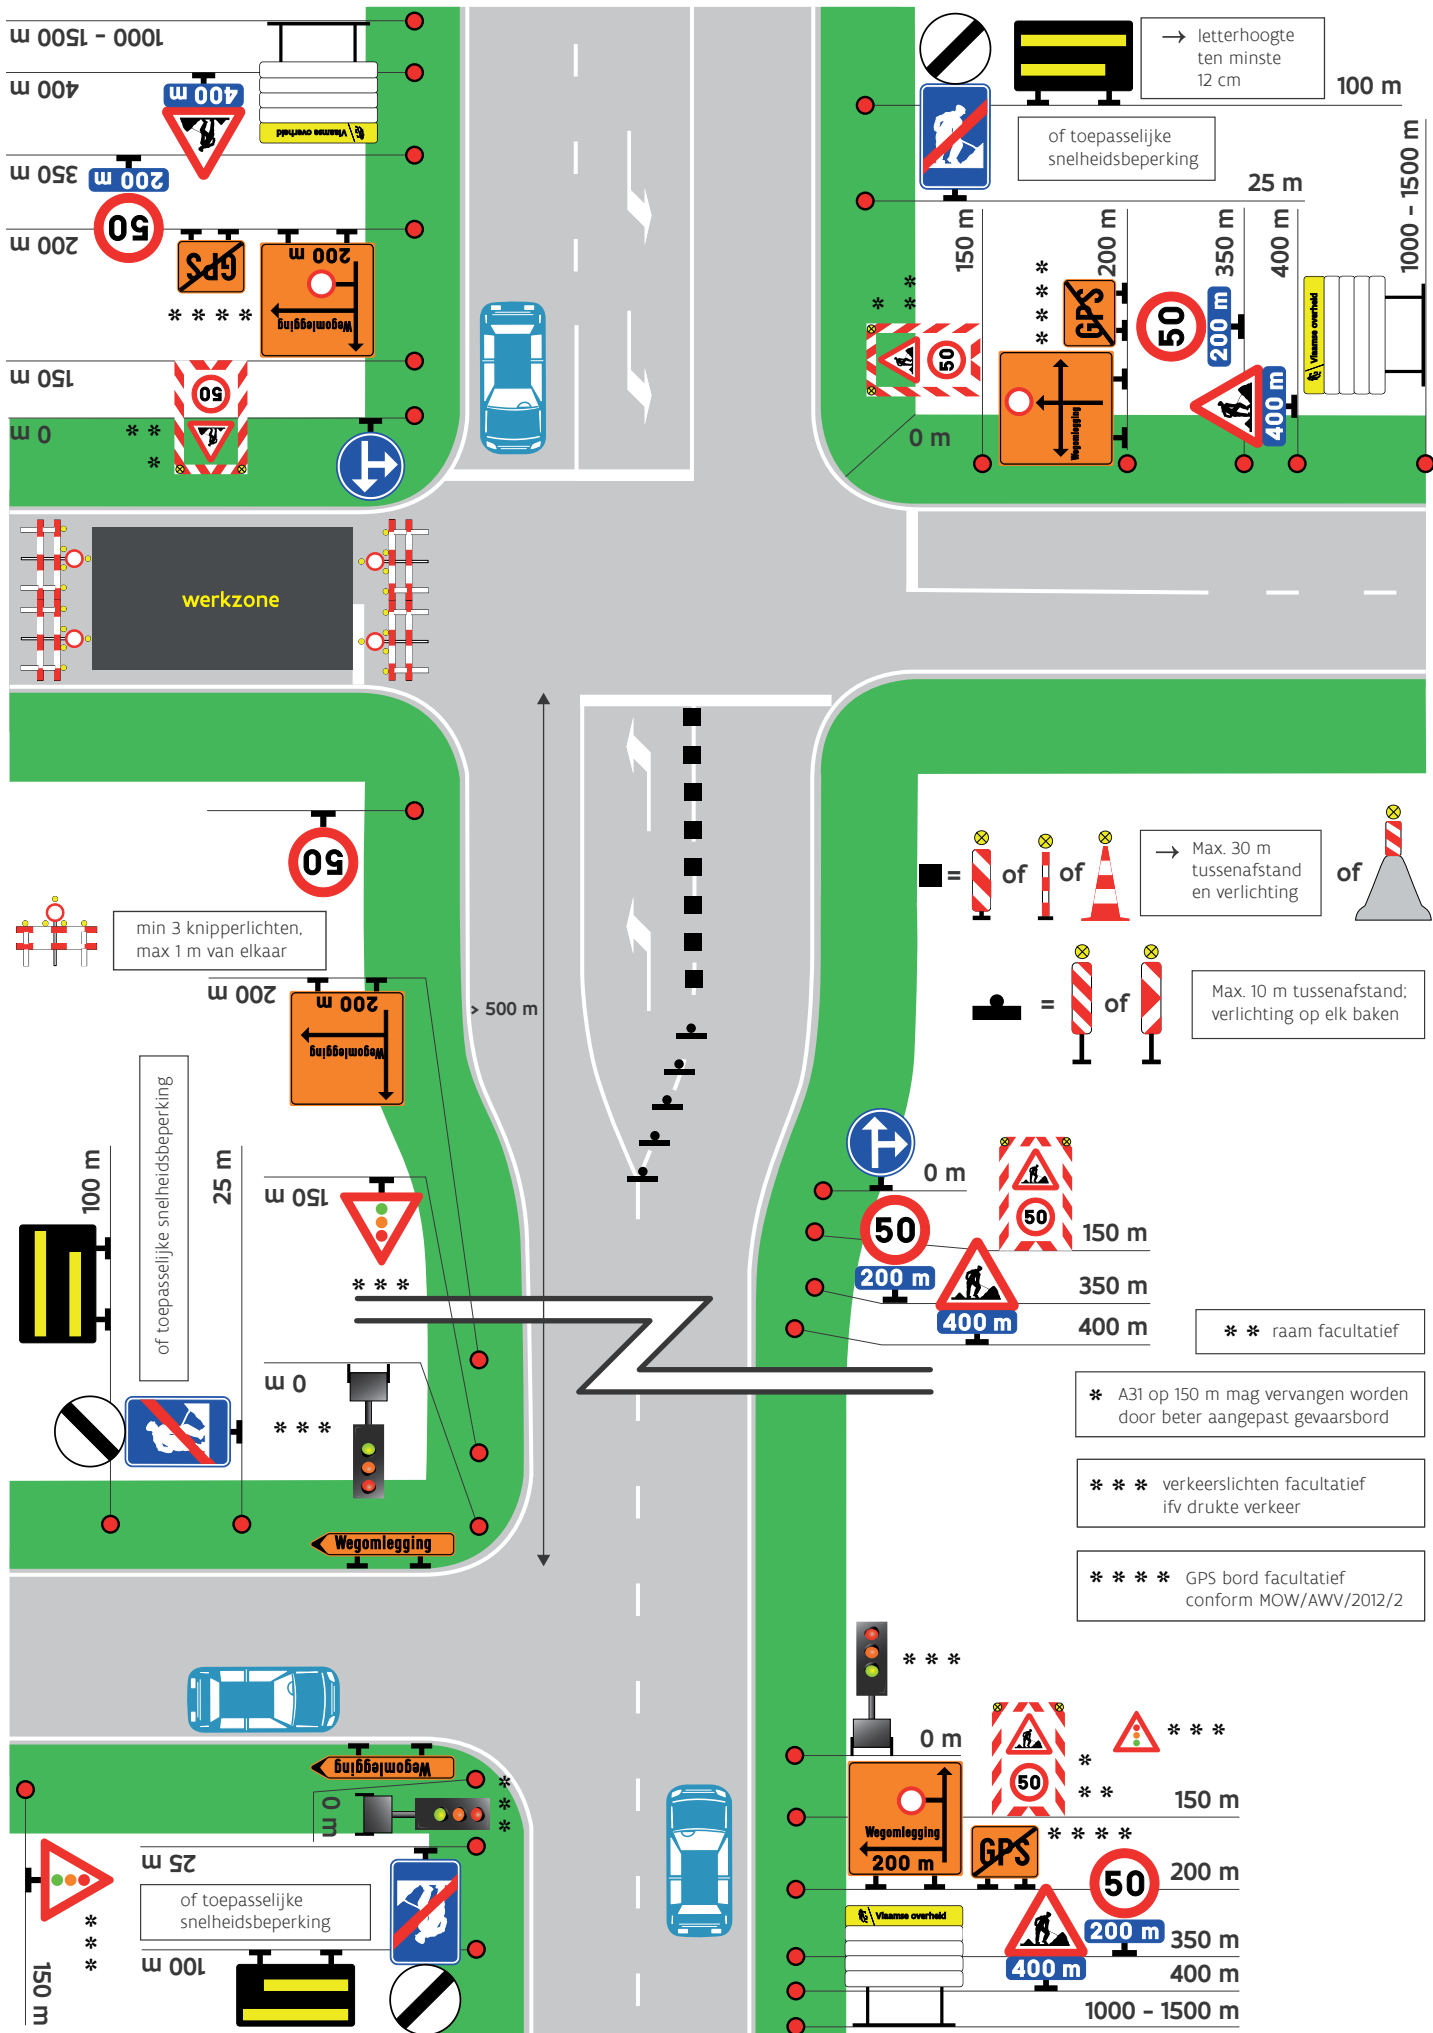 1000 - 1500 m
400 m
400 m
Vlaamse overheid
350 m
200 m
50
200 m
GPS
200 m
Wegomlegging
* * * *
150 m
50
0 m
* *
*
→ letterhoogte
ten minste
12 cm
100 m
of toepasselijke
snelheidsbeperking
25 m
150 m
200 m
350 m
400 m
1000 - 1500 m
*
* *
* * * *
GPS
50
200 m
Vlaamse overheid
50
Wegomlegging
400 m
0 m
werkzone
50
min 3 knipperlichten,
max 1 m van elkaar
200 m
200 m
Wegomlegging
> 500 m
= of of
→ Max. 30 m
tussenafstand
en verlichting
of
= of
Max. 10 m tussenafstand;
verlichting op elk baken
of toepasselijke snelheidsbeperking
100 m
25 m
150 m
* * *
0 m
* * *
Wegomlegging
0 m
50
50
150 m
200 m
350 m
400 m
400 m
* * raam facultatief
* A31 op 150 m mag vervangen worden
door beter aangepast gevaarsbord
* * * verkeerslichten facultatief
ifv drukte verkeer
* * * * GPS bord facultatief
conform MOW/AWV/2012/2
Wegomlegging
0 m
* * *
25 m
of toepasselijke
snelheidsbeperking
100 m
150 m
* * *
* * *
0 m
* * *
*
* *
50
150 m
Wegomlegging
200 m
GPS
* * * *
50
200 m
200 m
Vlaamse overheid
350 m
400 m
400 m
1000 - 1500 m